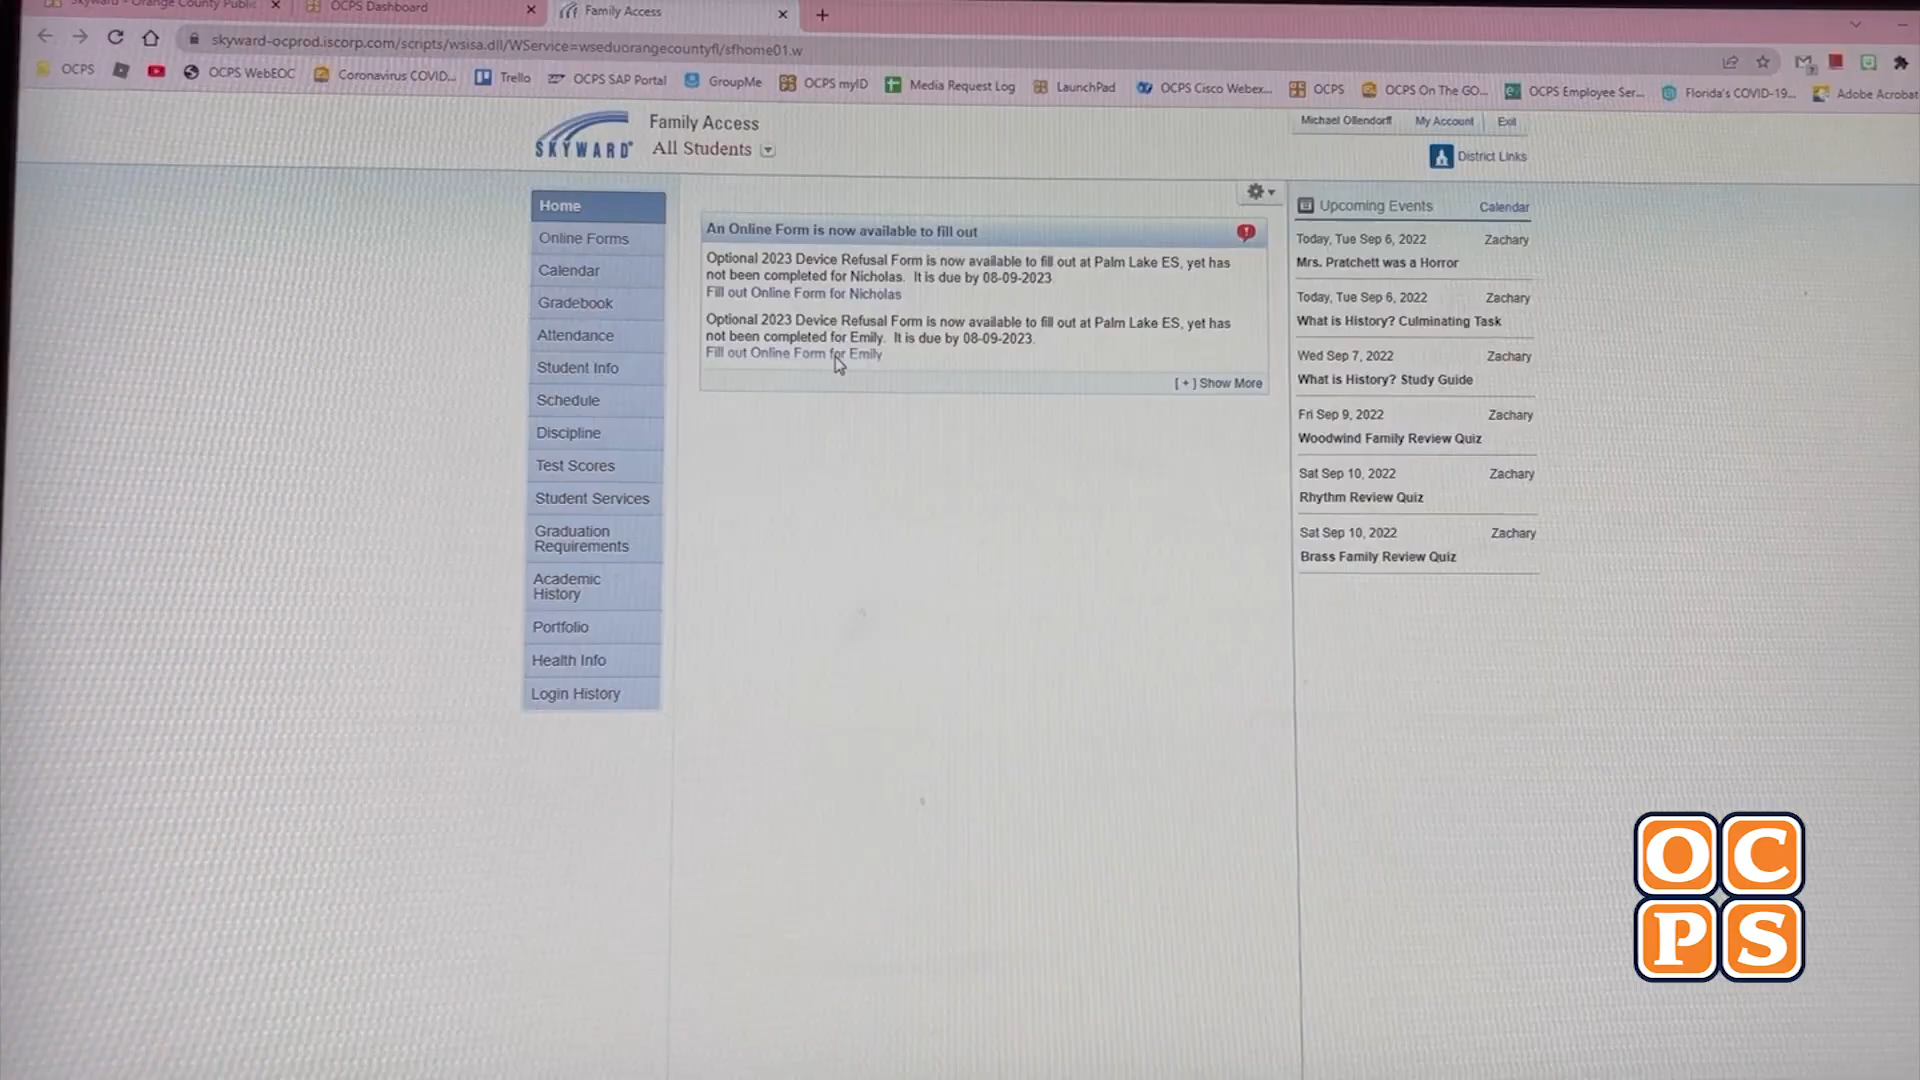 Skyward - Orange County Public
OCPS Dashboard
Family Access
skyward-ocprod.iscorp.com/scripts/wsisa.dll/WService=wseduorangecountyfl/sfhome01.w
OCPS
OCPS WebEOC
Coronavirus COVID...
Trello
OCPS SAP Portal
GroupMe
OCPS myID
Media Request Log
LaunchPad
OCPS Cisco Webex...
OCPS
OCPS On The GO...
OCPS Employee Ser...
Florida's COVID-19...
Adobe Acrobat
SKYWARD
Family Access
All Students
Michael Ollendorff
My Account
Exit
District Links
Home
Online Forms
Calendar
Gradebook
Attendance
Student Info
Schedule
Discipline
Test Scores
Student Services
Graduation
Requirements
Academic
History
Portfolio
Health Info
Login History
An Online Form is now available to fill out
Optional 2023 Device Refusal Form is now available to fill out at Palm Lake ES, yet has
not been completed for Nicholas. It is due by 08-09-2023
Fill out Online Form for Nicholas
Optional 2023 Device Refusal Form is now available to fill out at Palm Lake ES, yet has
not been completed for Emily. It is due by 08-09-2023.
Fill out Online Form for Emily
[ + ] Show More
Upcoming Events
Calendar
Today, Tue Sep 6, 2022 Zachary
Mrs. Pratchett was a Horror
Today, Tue Sep 6, 2022 Zachary
What is History? Culminating Task
Wed Sep 7, 2022 Zachary
What is History? Study Guide
Fri Sep 9, 2022 Zachary
Woodwind Family Review Quiz
Sat Sep 10, 2022 Zachary
Rhythm Review Quiz
Sat Sep 10, 2022 Zachary
Brass Family Review Quiz
OC
PS